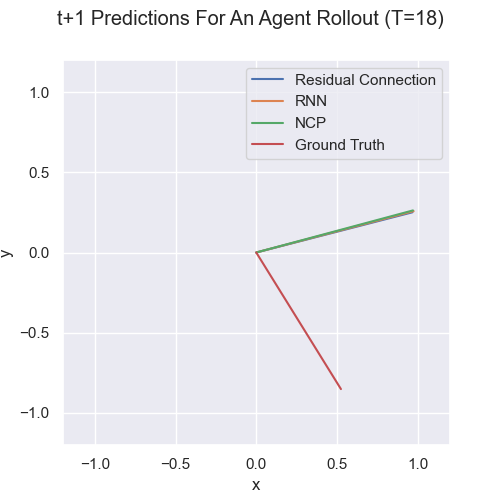 t+1 Predictions For An Agent Rollout (T=18)
Residual Connection
RNN
NCP
Ground Truth
1.0
0.5
0.0
−0.5
−1.0
y
−1.0 −0.5 0.0 0.5 1.0
x